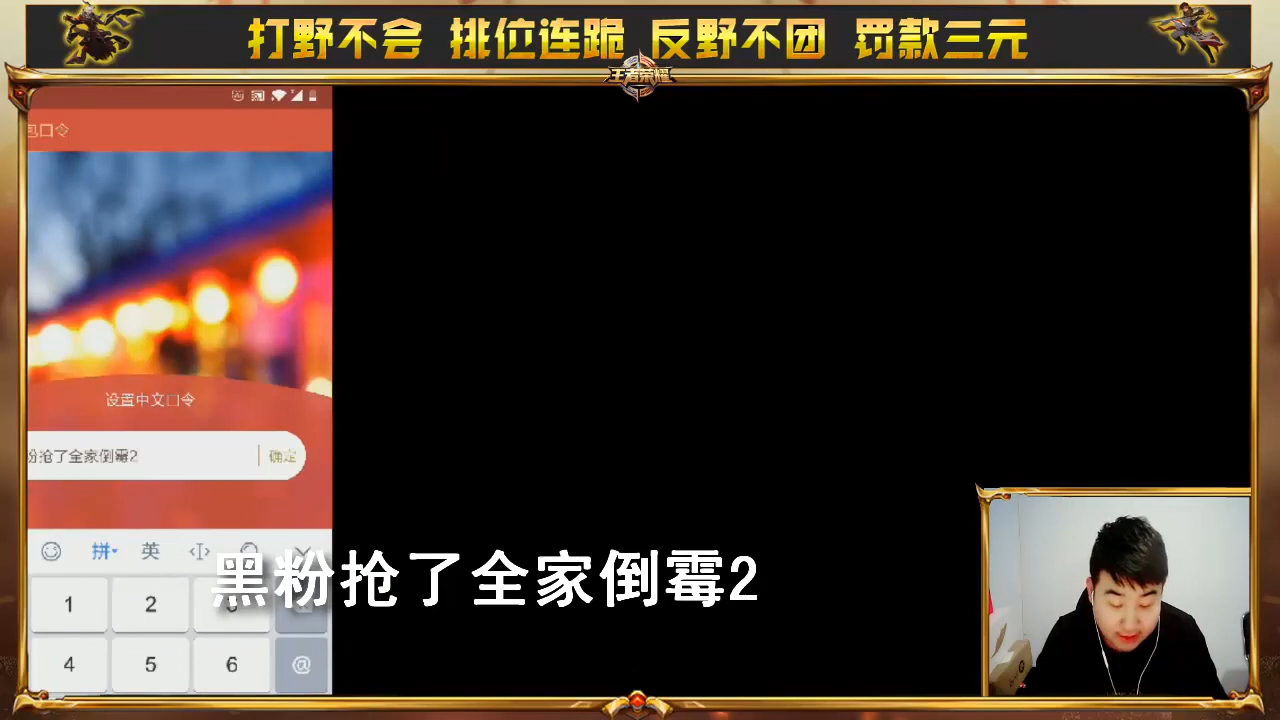 打野不会 排位连跪 反野不团 罚款三元
王者荣耀
包口令
设置中文口令
粉抢了全家倒霉2
确定
拼
英
黑粉抢了全家倒霉2
1 2 3
4 5 6 @